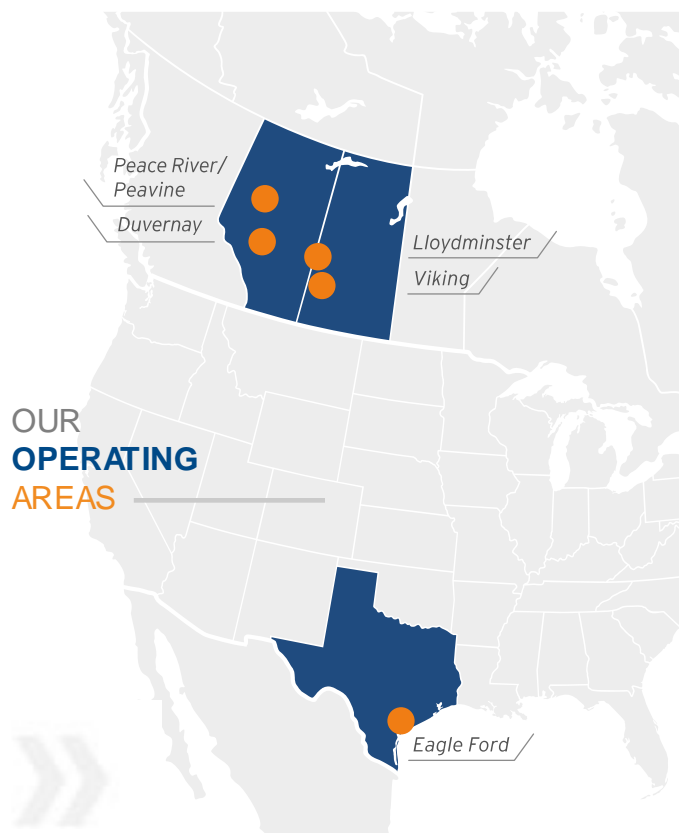 Peace River/
Peavine
Duvernay
Lloydminster
Viking
OUR
OPERATING
AREAS
Eagle Ford